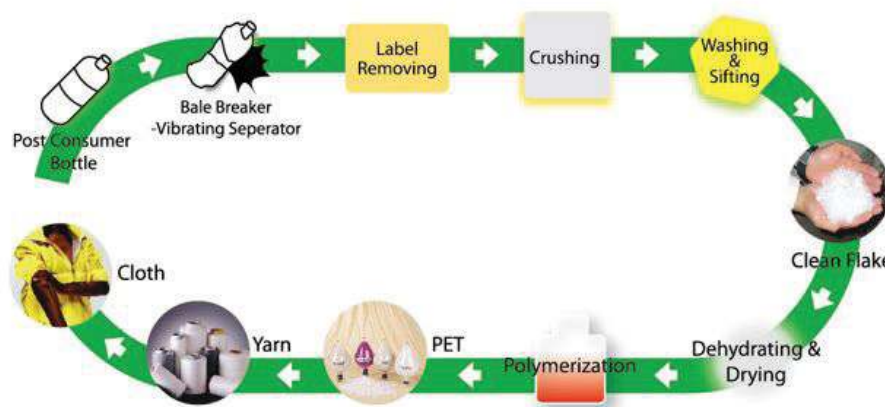 Post Consumer
Bottle
Bale Breaker
-Vibrating Seperator
Label
Removing
Crushing
Washing
&
Sifting
Clean Flake
Dehydrating &
Drying
Polymerization
PET
Yarn
Cloth